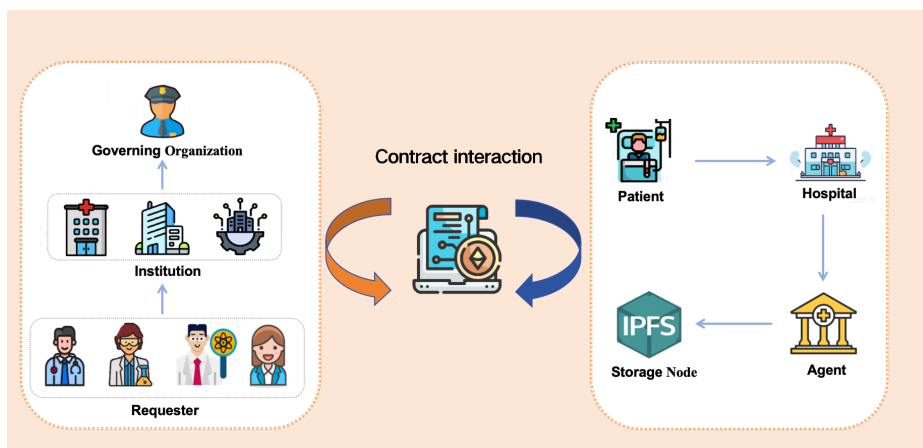 Governing Organization
Institution
Requester
Contract interaction
Patient
Hospital
IPFS
Storage Node
Agent